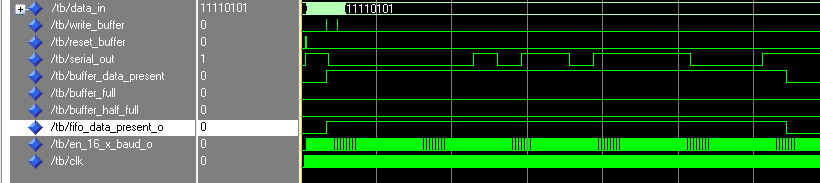 /tb/data_in 11110101 11110101
/tb/write_buffer 0
/tb/reset_buffer 0
/tb/serial_out 1
/tb/buffer_data_present 0
/tb/buffer_full 0
/tb/buffer_half_full 0
/tb/fifo_data_present_o 0
/tb/en_16_x_baud_o 0
/tb/clk 0